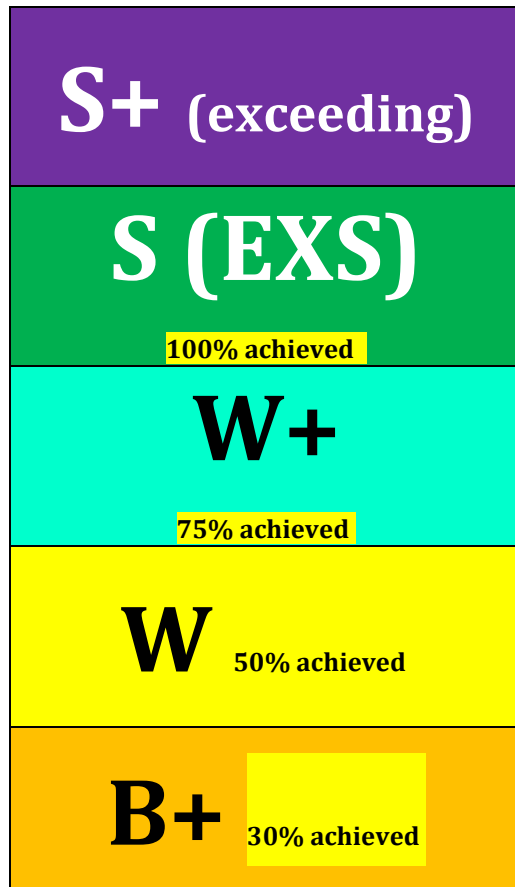 S+ (exceeding)
S (EXS)
100% achieved
W+
75% achieved
W 50% achieved
B+ 30% achieved